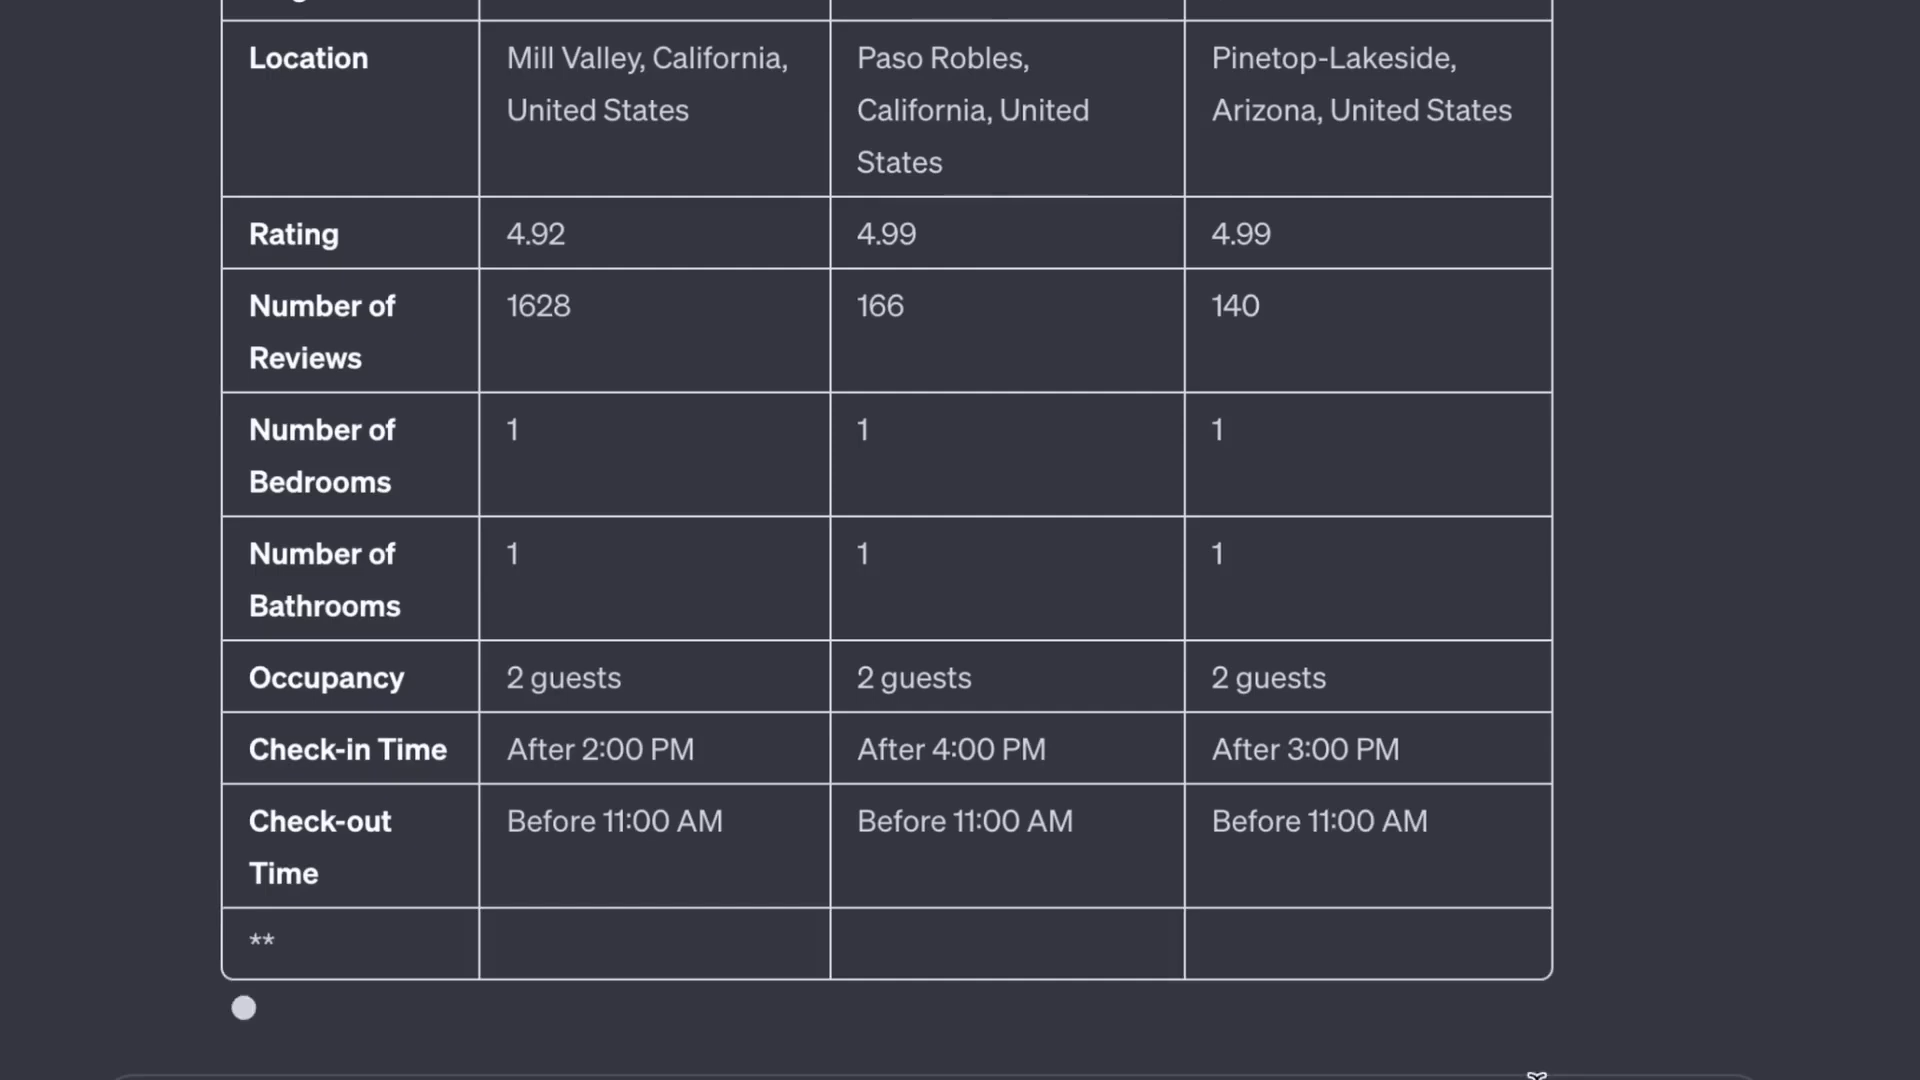 Location
Mill Valley, California,
United States
Paso Robles,
California, United
States
Pinetop-Lakeside,
Arizona, United States
Rating
4.92
4.99
4.99
Number of
Reviews
1628
166
140
Number of
Bedrooms
1
1
1
Number of
Bathrooms
1
1
1
Occupancy
2 guests
2 guests
2 guests
Check-in Time
After 2:00 PM
After 4:00 PM
After 3:00 PM
Check-out
Time
Before 11:00 AM
Before 11:00 AM
Before 11:00 AM
**